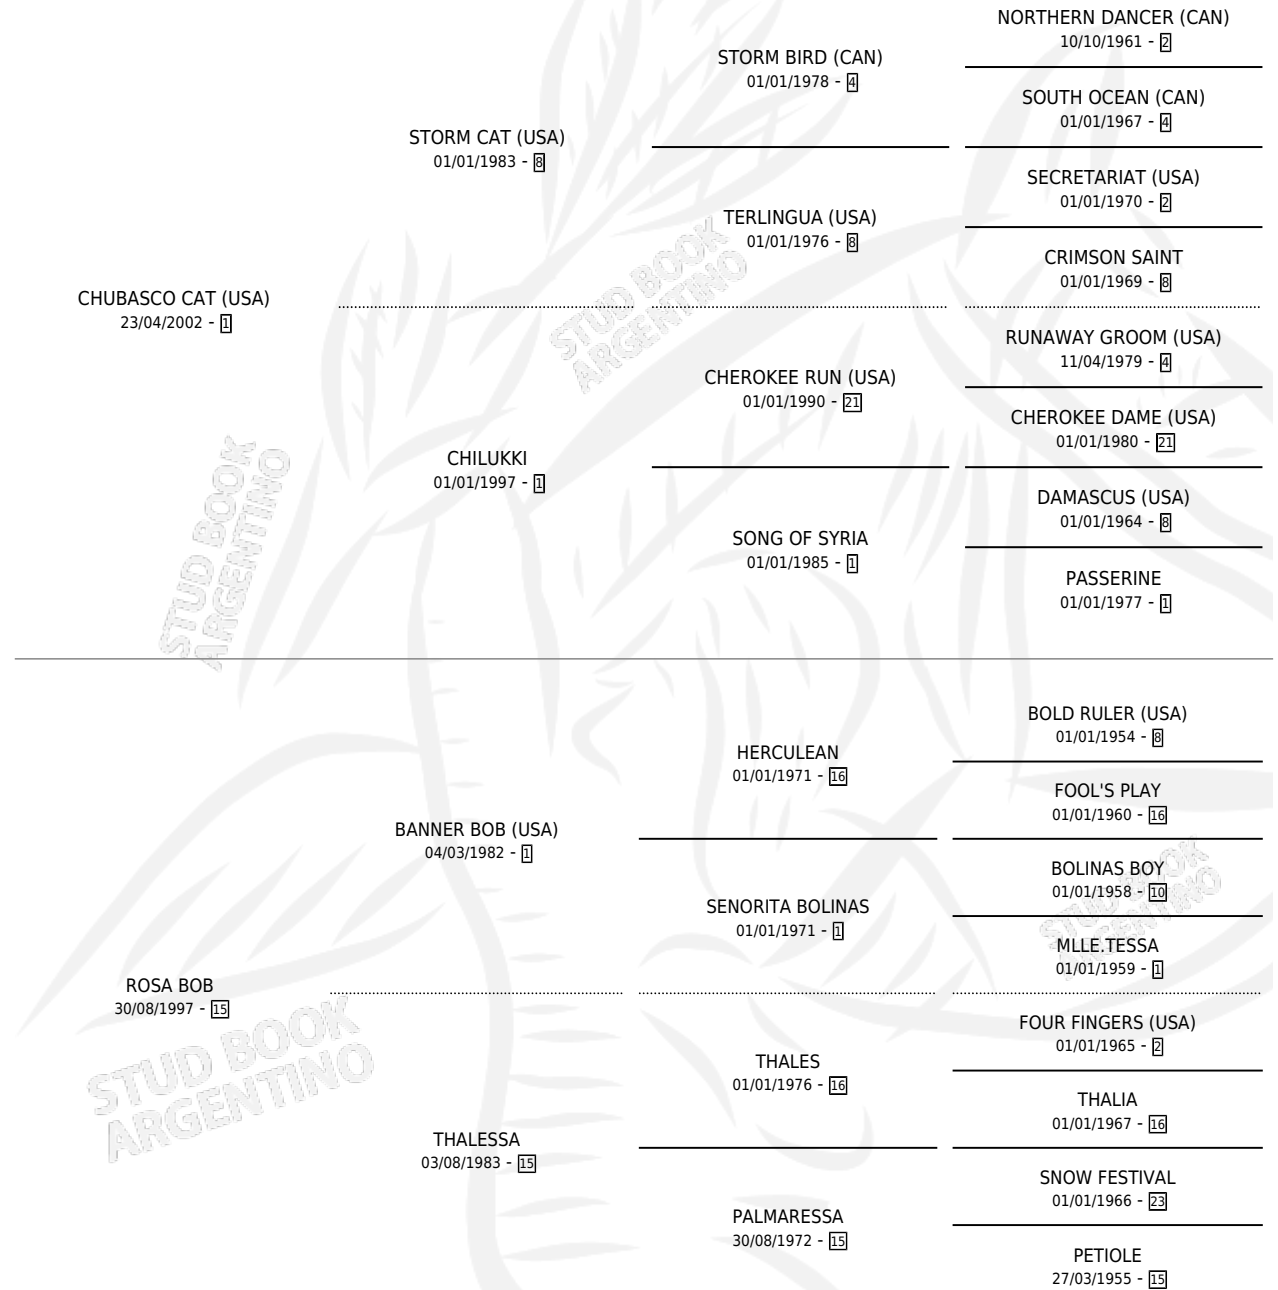 NORTHERN DANCER (CAN)
10/10/1961 - 2
STORM BIRD (CAN)
01/01/1978 - 4
SOUTH OCEAN (CAN)
01/01/1967 - 4
STORM CAT (USA)
01/01/1983 - 8
SECRETARIAT (USA)
01/01/1970 - 2
TERLINGUA (USA)
01/01/1976 - 8
CRIMSON SAINT
01/01/1969 - 8
CHUBASCO CAT (USA)
23/04/2002 - 1
RUNAWAY GROOM (USA)
11/04/1979 - 4
CHEROKEE RUN (USA)
01/01/1990 - 21
CHEROKEE DAME (USA)
01/01/1980 - 21
CHILUKKI
01/01/1997 - 1
DAMASCUS (USA)
01/01/1964 - 8
SONG OF SYRIA
01/01/1985 - 1
PASSERINE
01/01/1977 - 1
BOLD RULER (USA)
01/01/1954 - 8
HERCULEAN
01/01/1971 - 16
FOOL'S PLAY
01/01/1960 - 16
BANNER BOB (USA)
04/03/1982 - 1
BOLINAS BOY
01/01/1958 - 10
SENORITA BOLINAS
01/01/1971 - 1
MLLE.TESSA
01/01/1959 - 1
ROSA BOB
30/08/1997 - 15
FOUR FINGERS (USA)
01/01/1965 - 2
THALES
01/01/1976 - 16
THALIA
01/01/1967 - 16
THALESSA
03/08/1983 - 15
SNOW FESTIVAL
01/01/1966 - 23
PALMARESSA
30/08/1972 - 15
PETIOLE
27/03/1955 - 15
STUD BOOK
ARGENTINO
STUD BOOK
ARGENTINO
STUD BOOK
ARGENTINO
STUD BOOK
ARGENTINO